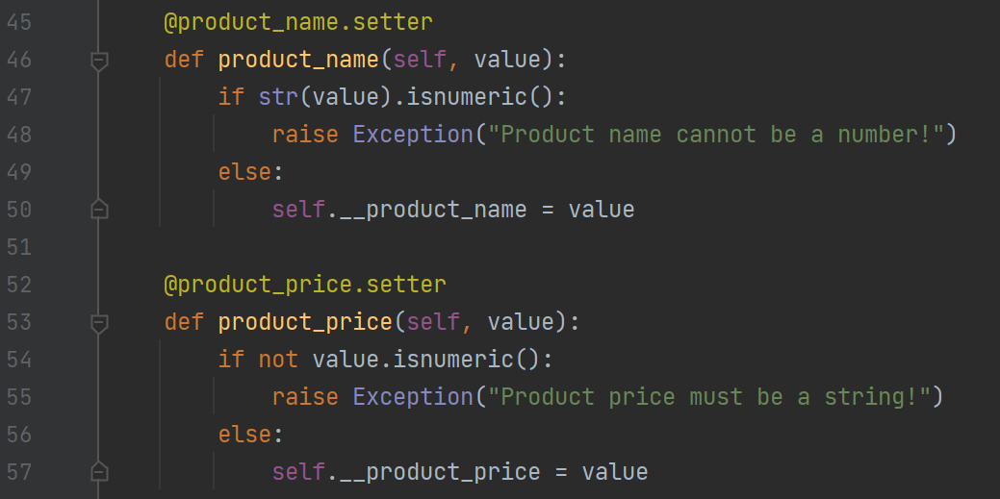 45 @product_name.setter
46 def product_name(self, value):
47 if str(value).isnumeric():
48 raise Exception("Product name cannot be a number!")
49 else:
50 self.__product_name = value
51
52 @product_price.setter
53 def product_price(self, value):
54 if not value.isnumeric():
55 raise Exception("Product price must be a string!")
56 else:
57 self.__product_price = value